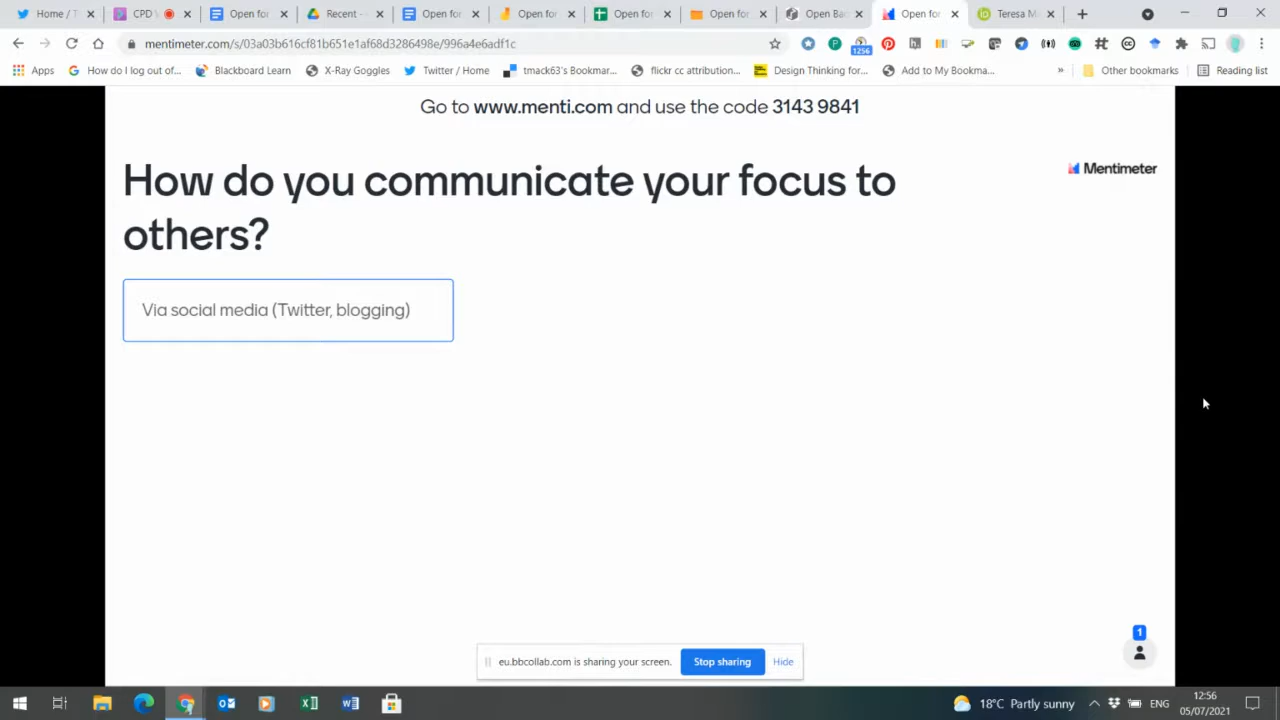 Home / T
CPD
Open for
Recent -
Open for
Open for
Open for
Open for
Open Bac
Open for
Teresa M
mentimeter.com/s/03a03b616cf81b651e1af68d3286498e/996a4e6adf1c
1256
Apps
How do I log out of...
Blackboard Learn
X-Ray Goggles
Twitter / Home
tmack63's Bookmar...
flickr cc attribution...
Design Thinking for...
Add to My Bookma...
»
Other bookmarks
Reading list
Go to www.menti.com and use the code 3143 9841
Mentimeter
How do you communicate your focus to
others?
Via social media (Twitter, blogging)
1
eu.bbcollab.com is sharing your screen.
Stop sharing
Hide
18°C Partly sunny
ENG
12:56
05/07/2021